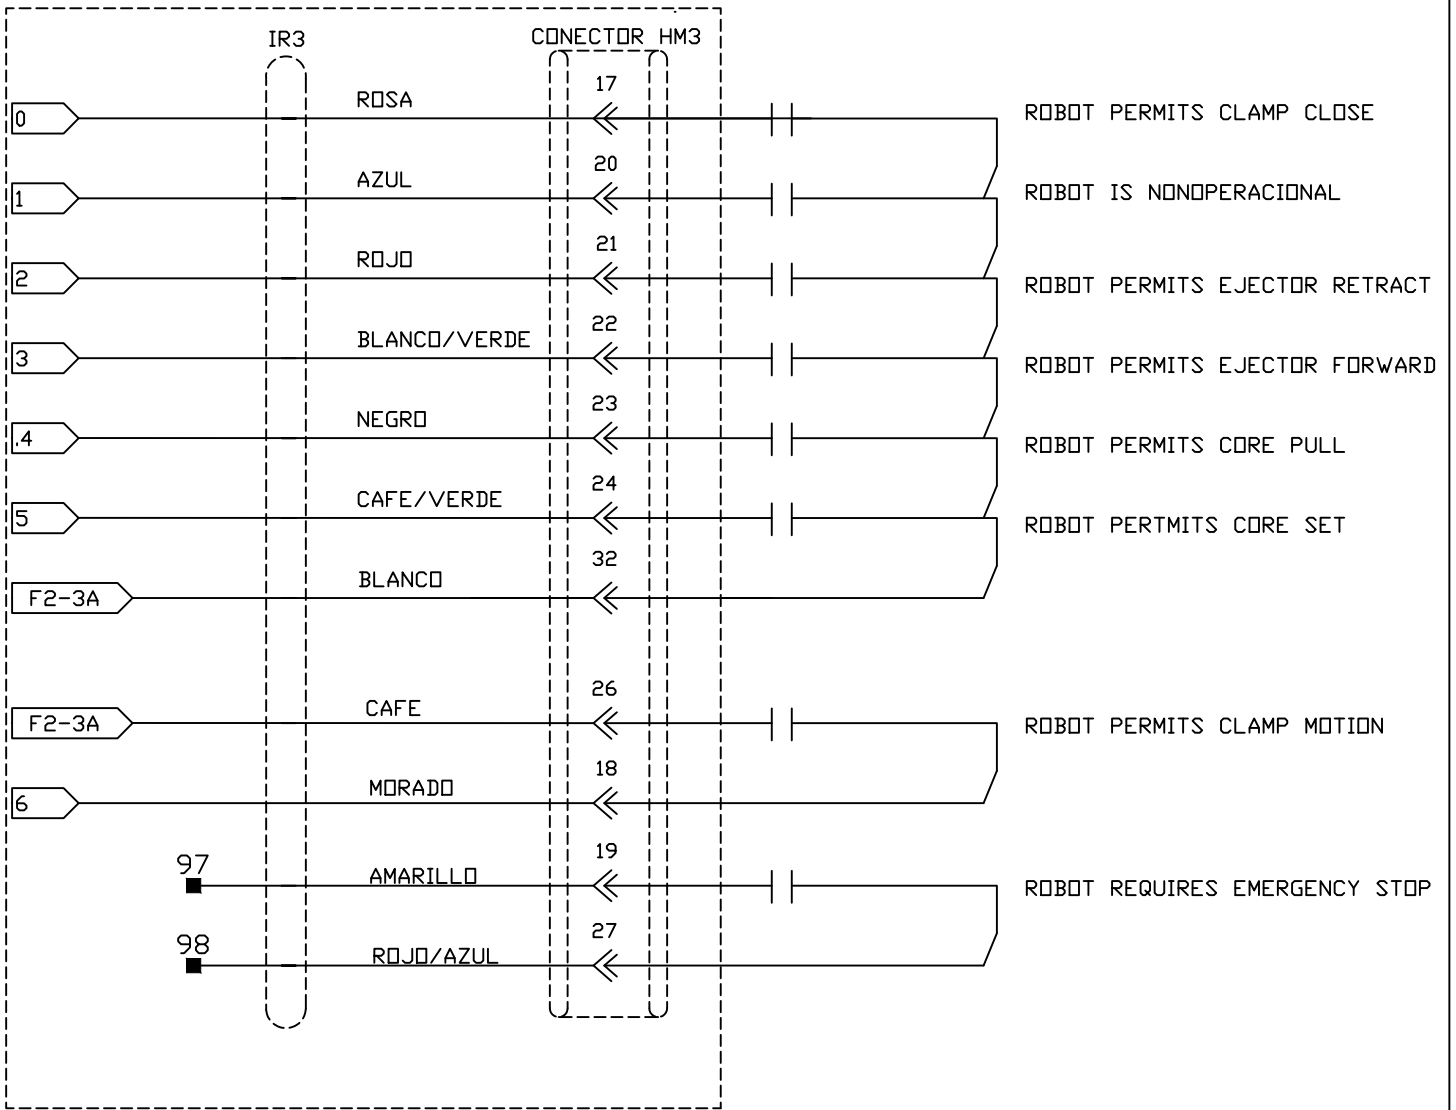 IR3 CONECTOR HM3
17
0 ROSA ROBOT PERMITS CLAMP CLOSE
20
1 AZUL ROBOT IS NONOPERACIONAL
21
2 ROJO ROBOT PERMITS EJECTOR RETRACT
22
3 BLANCO/VERDE ROBOT PERMITS EJECTOR FORWARD
23
.4 NEGRO ROBOT PERMITS CORE PULL
24
5 CAFE/VERDE ROBOT PERTMITS CORE SET
32
F2-3A BLANCO
26
F2-3A CAFE ROBOT PERMITS CLAMP MOTION
18
6 MORADO
19
97 AMARILLO ROBOT REQUIRES EMERGENCY STOP
27
98 ROJO/AZUL